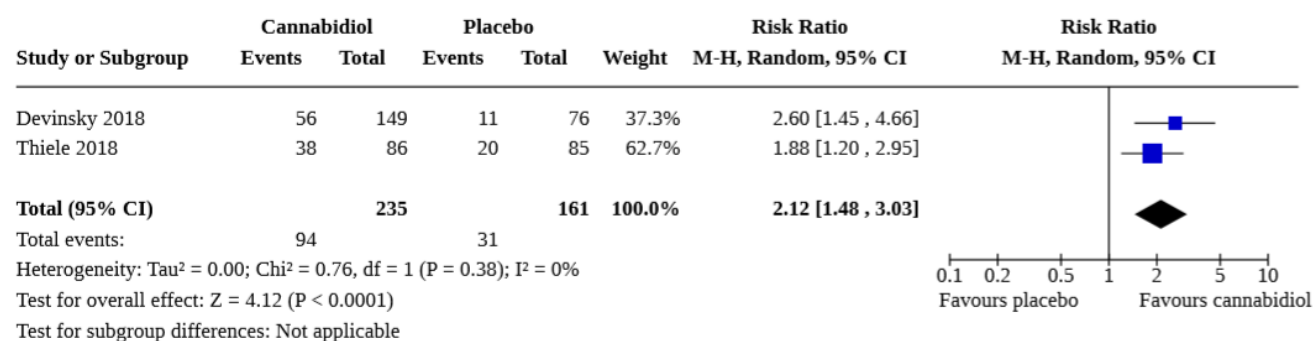 Cannabidiol Placebo Risk Ratio Risk Ratio
Study or Subgroup Events Total Events Total Weight M-H, Random, 95% CI M-H, Random, 95% CI
Devinsky 2018 56 149 11 76 37.3% 2.60 [1.45 , 4.66]
Thiele 2018 38 86 20 85 62.7% 1.88 [1.20 , 2.95]
Total (95% CI) 235 161 100.0% 2.12 [1.48 , 3.03]
Total events: 94 31
Heterogeneity: Tau² = 0.00; Chi² = 0.76, df = 1 (P = 0.38); I² = 0%
0.1 0.2 0.5 1 2 5 10
Test for overall effect: Z = 4.12 (P < 0.0001) Favours placebo Favours cannabidiol
Test for subgroup differences: Not applicable